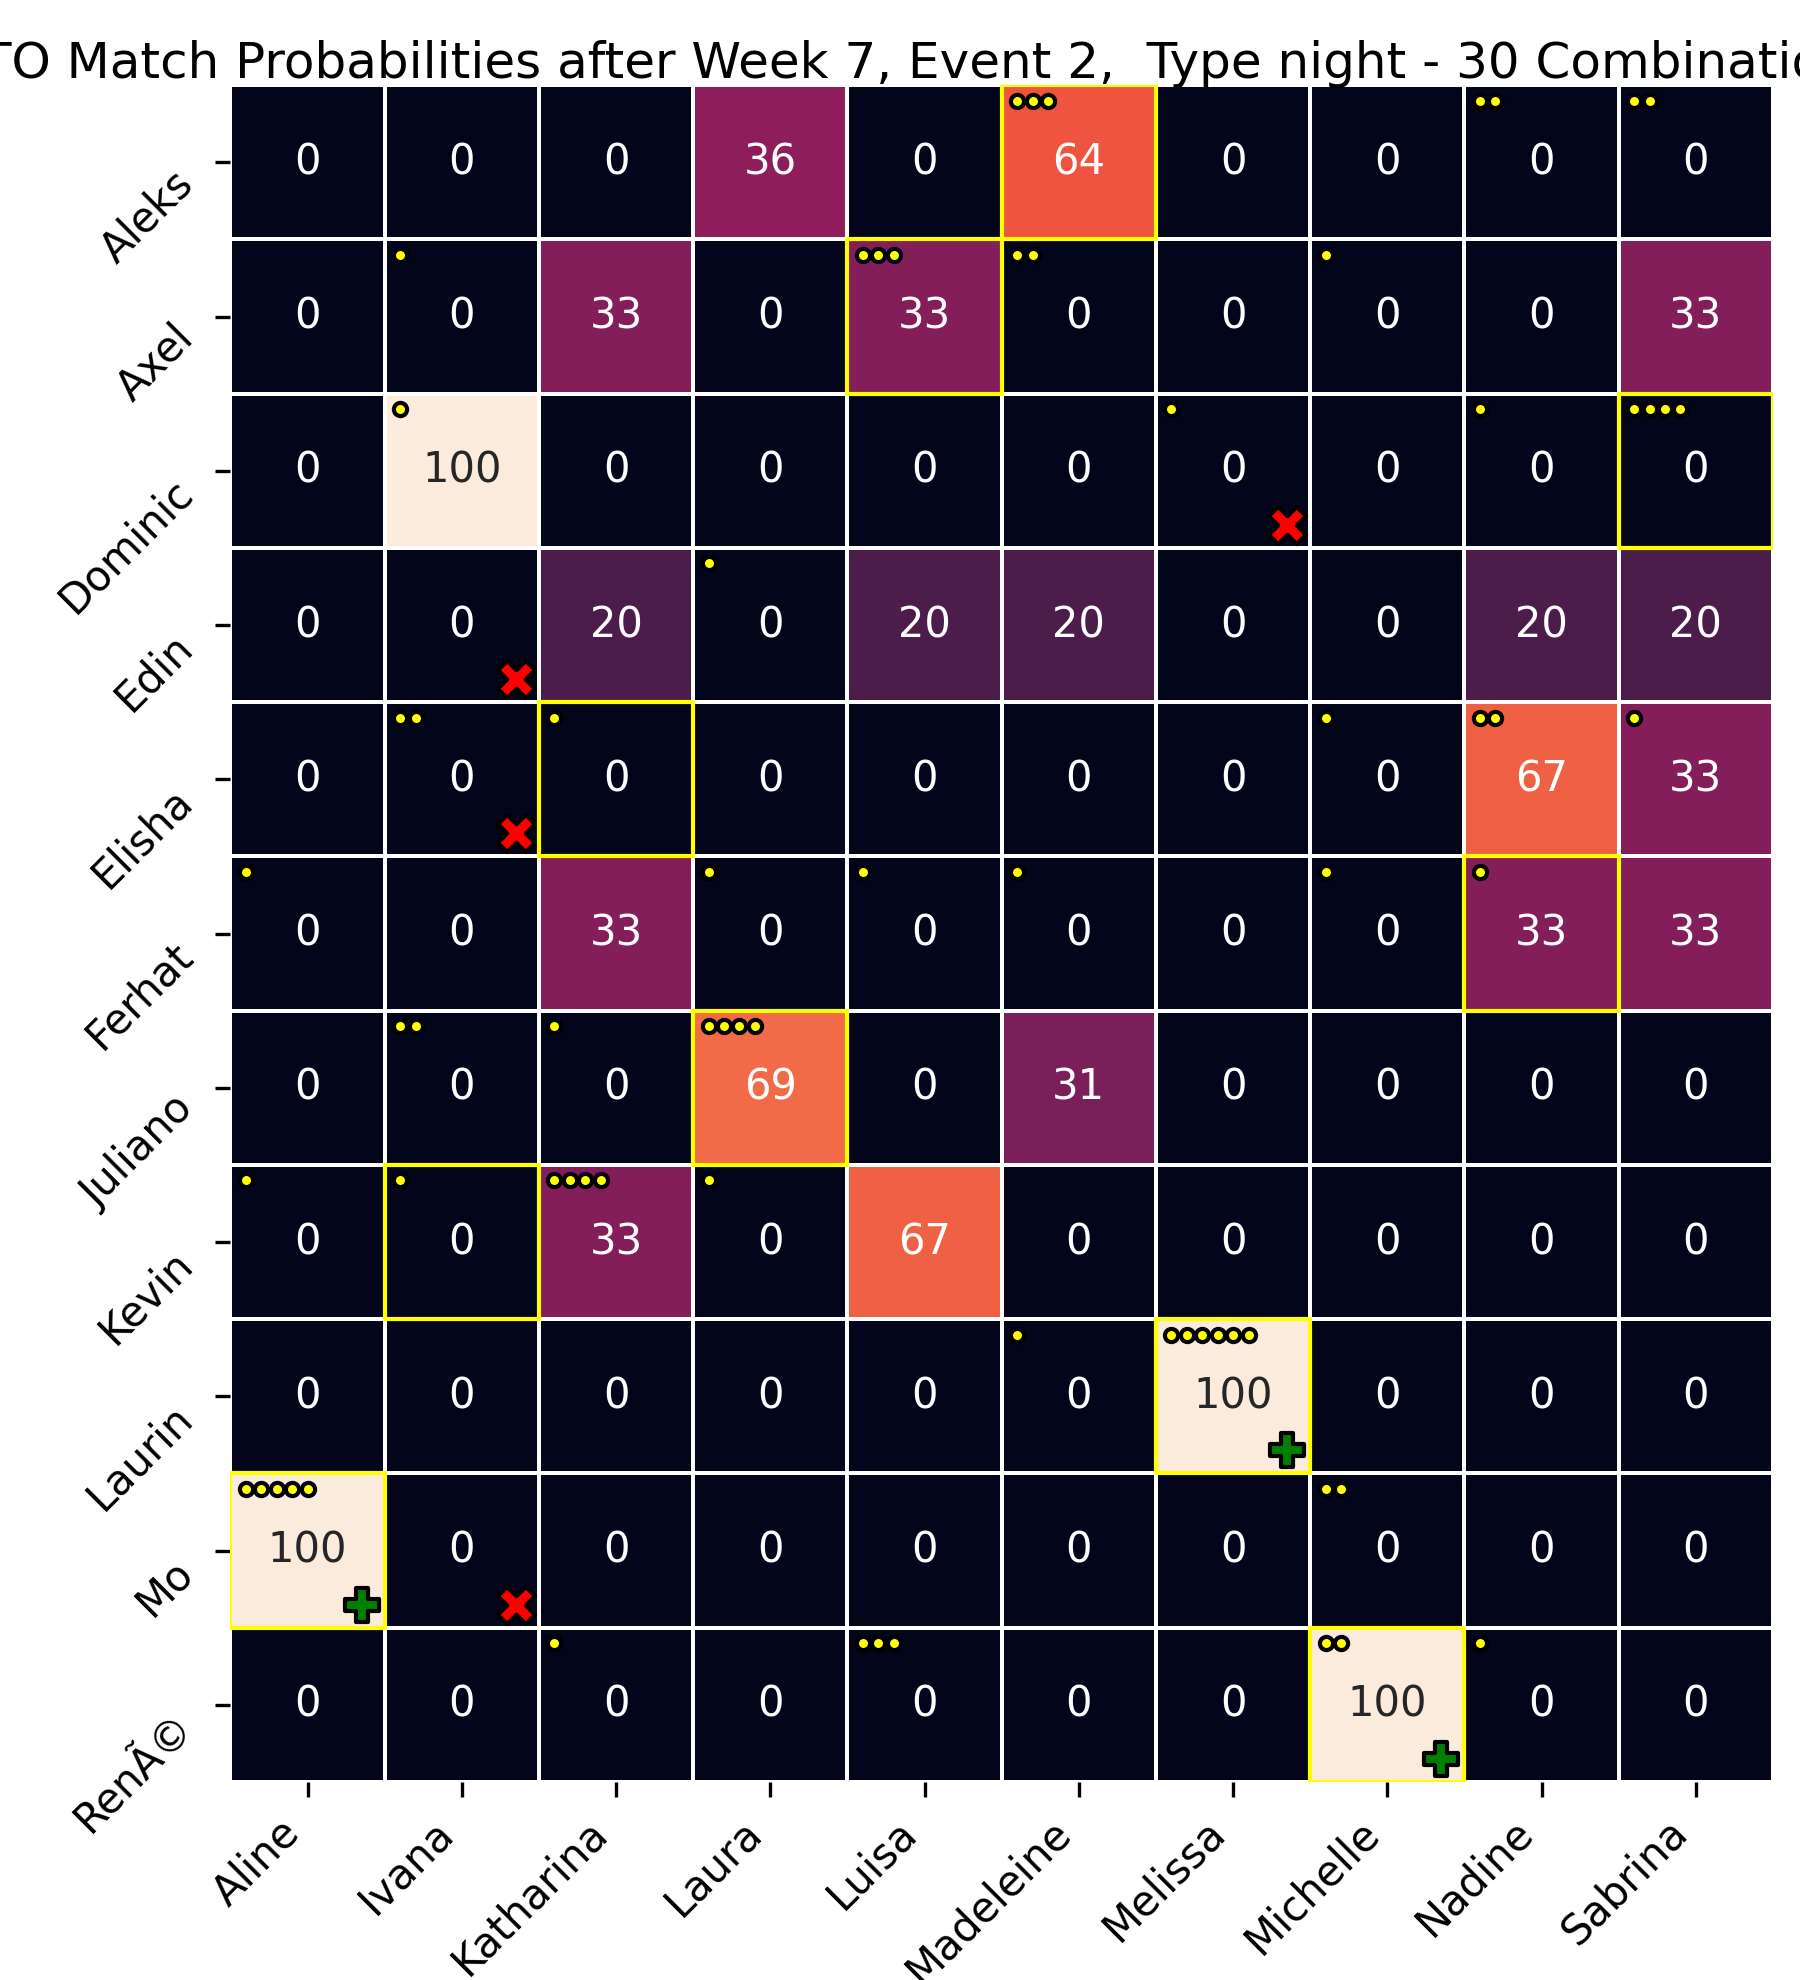 TO Match Probabilities after Week 7, Event 2, Type night - 30 Combinatio
Aleks 0 0 0 36 0 64 0 0 0 0
Axel 0 0 33 0 33 0 0 0 0 33
Dominic 0 100 0 0 0 0 0 0 0 0
Edin 0 0 20 0 20 20 0 0 20 20
Elisha 0 0 0 0 0 0 0 0 67 33
Ferhat 0 0 33 0 0 0 0 0 33 33
Juliano 0 0 0 69 0 31 0 0 0 0
Kevin 0 0 33 0 67 0 0 0 0 0
Laurin 0 0 0 0 0 0 100 0 0 0
Mo 100 0 0 0 0 0 0 0 0 0
RenÃ© 0 0 0 0 0 0 0 100 0 0
Aline Ivana Katharina Laura Luisa Madeleine Melissa Michelle Nadine Sabrina